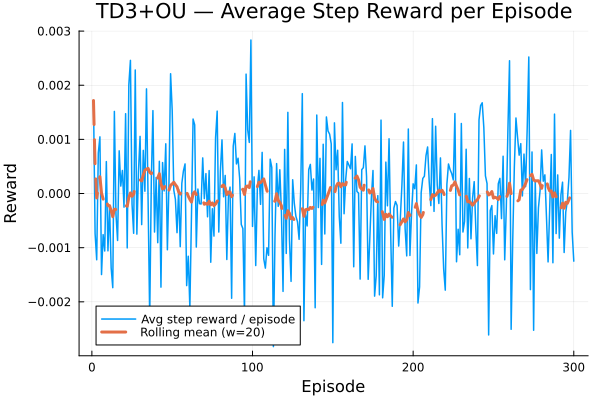 TD3+OU — Average Step Reward per Episode
0.003
0.002
0.001
0.000
−0.001
−0.002
Reward
Avg step reward / episode
Rolling mean (w=20)
0
100
200
300
Episode